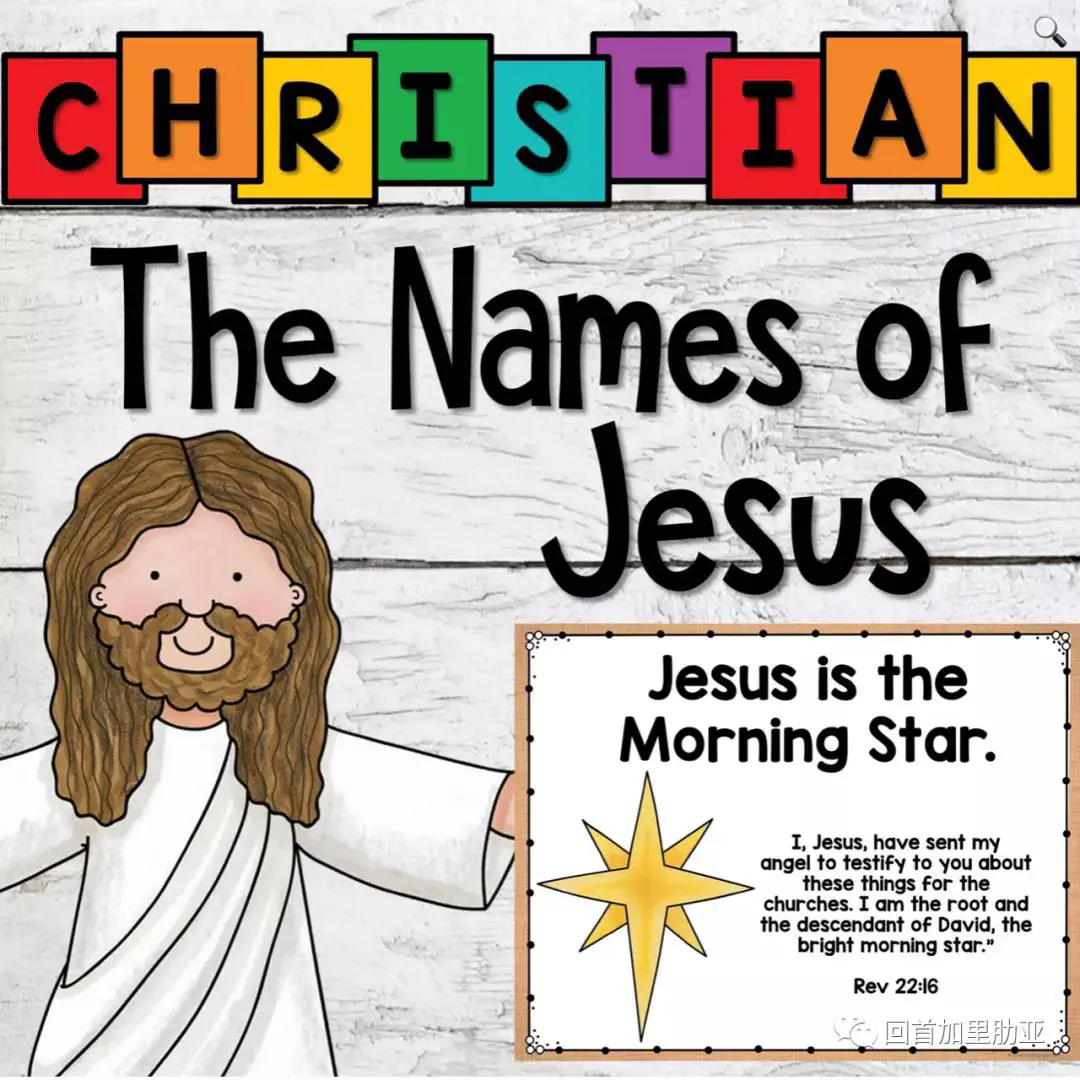 CHRISTIAN
The Names of
Jesus
Jesus is the
Morning Star.
I, Jesus, have sent my
angel to testify to you about
these things for the
churches. I am the root and
the descendant of David, the
bright morning star.”
Rev 22:16
回首加里肋亚